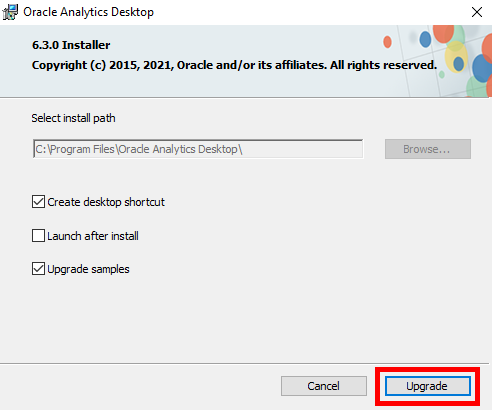 Oracle Analytics Desktop
6.3.0 Installer
Copyright (c) 2015, 2021, Oracle and/or its affiliates. All rights reserved.
Select install path
C:\Program Files\Oracle Analytics Desktop\
Browse...
Create desktop shortcut
Launch after install
Upgrade samples
Cancel
Upgrade